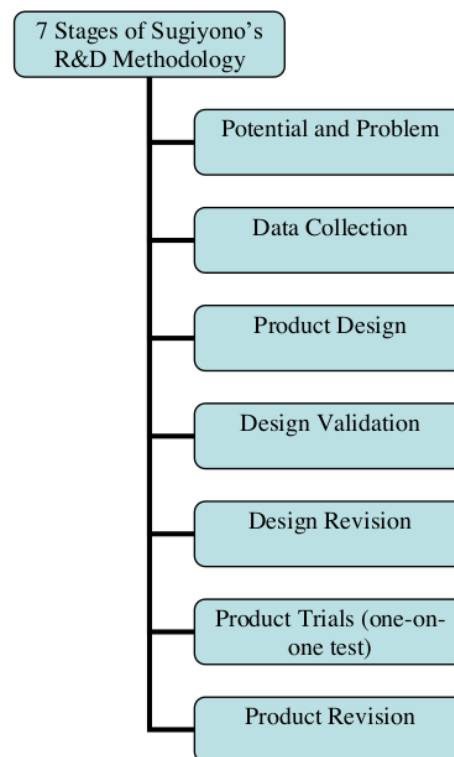 7 Stages of Sugiyono’s
R&D Methodology
Potential and Problem
Data Collection
Product Design
Design Validation
Design Revision
Product Trials (one-on-
one test)
Product Revision